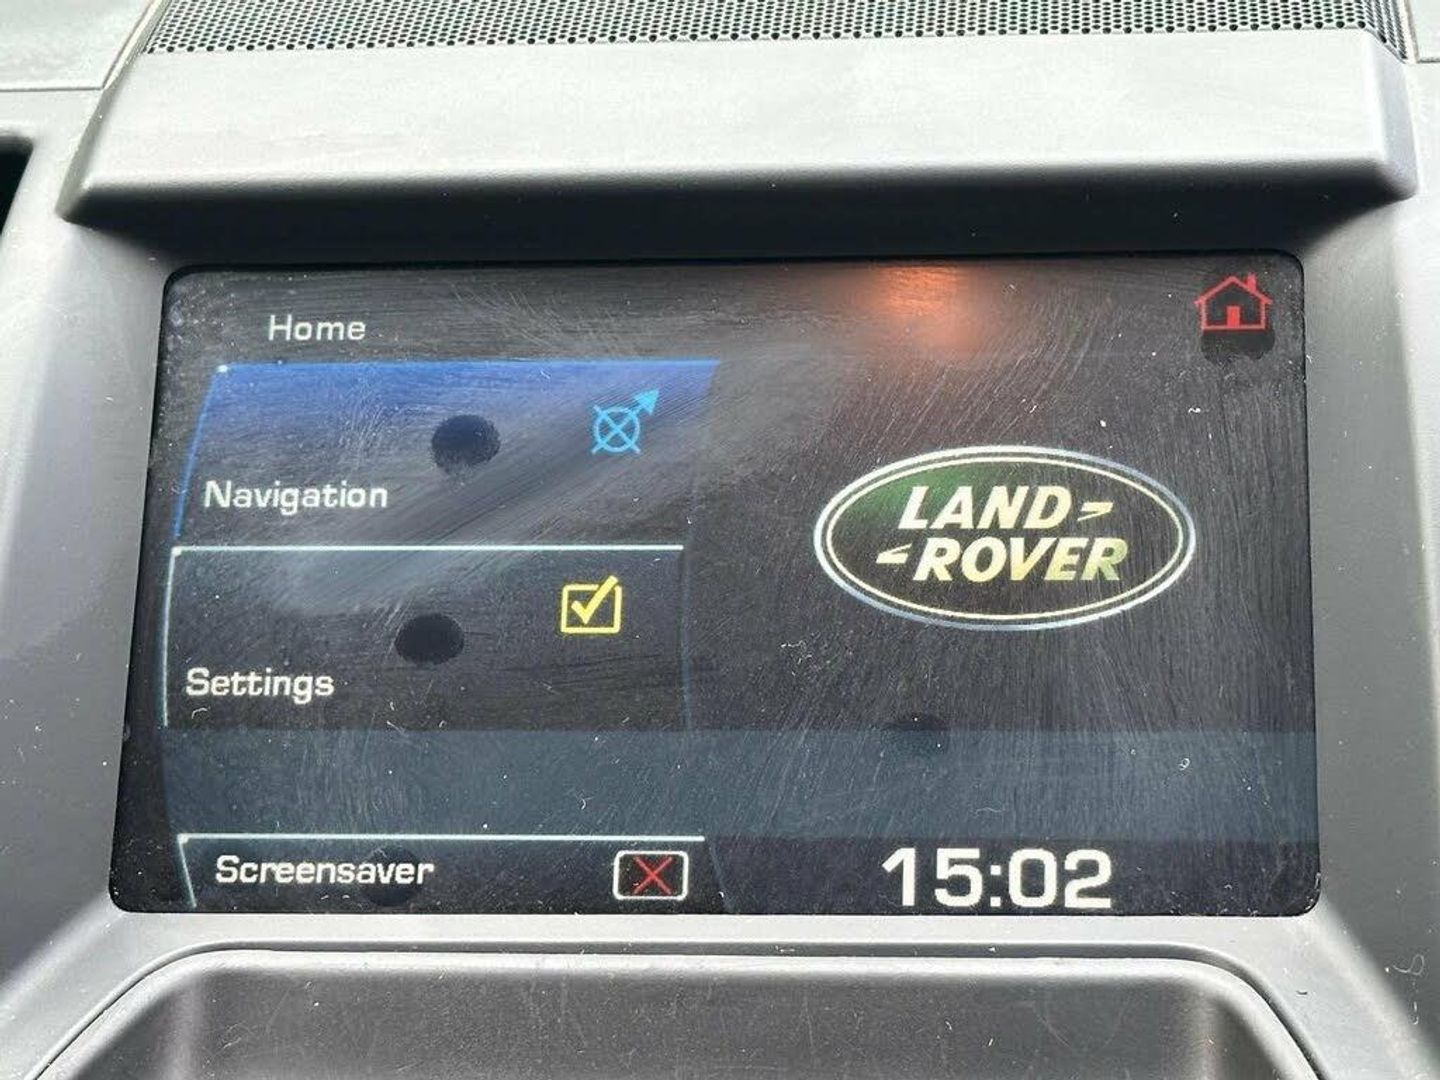 Home
Navigation
LAND
ROVER
Settings
Screensaver
15:02